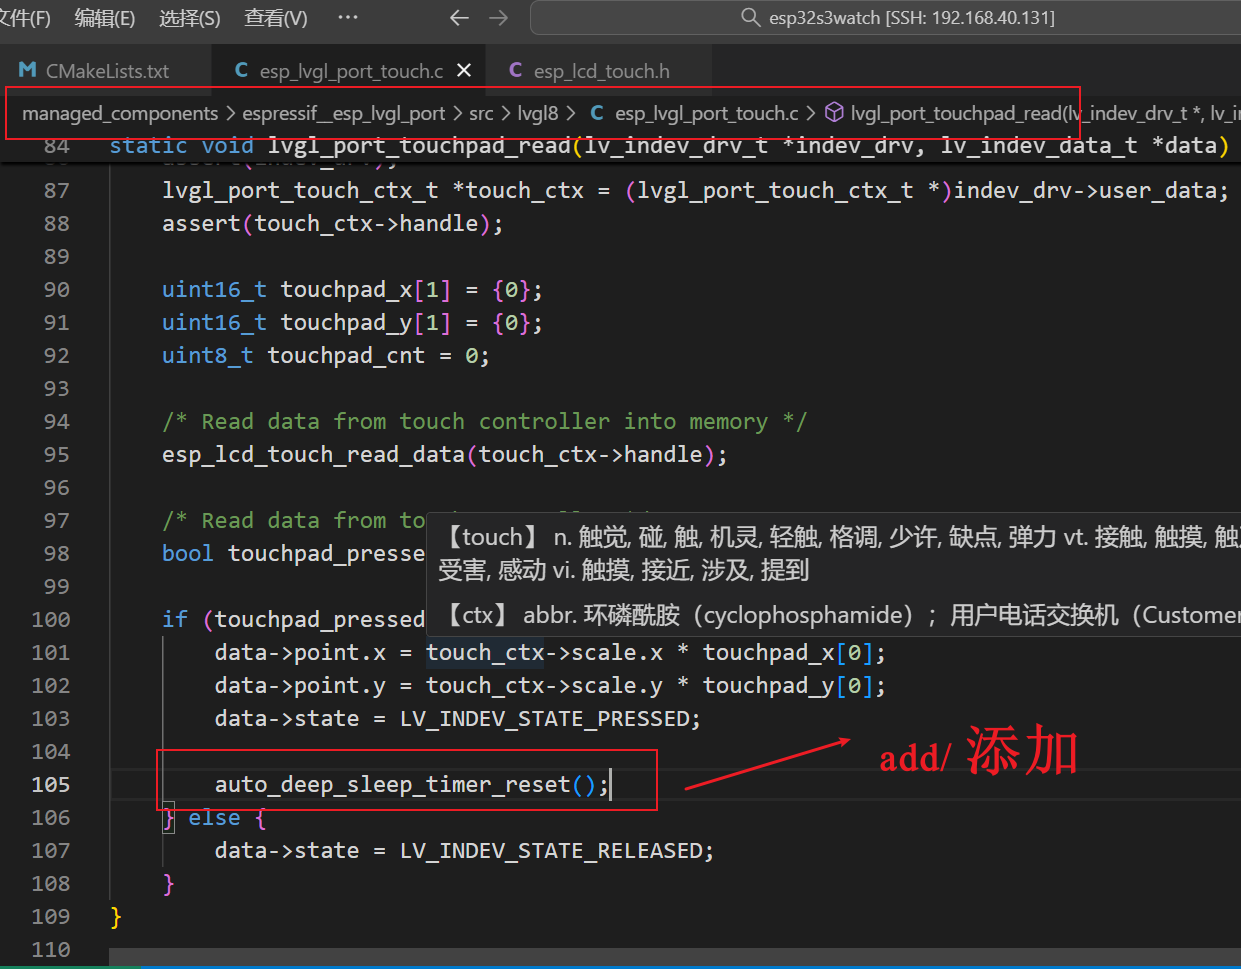 文件(F) 编辑(E) 选择(S) 查看(V) ··· esp32s3watch [SSH: 192.168.40.131]
CMakeLists.txt esp_lvgl_port_touch.c esp_lcd_touch.h
managed_components > espressif__esp_lvgl_port > src > lvgl8 > C esp_lvgl_port_touch.c > lvgl_port_touchpad_read(lv_indev_drv_t *, lv_in
84 static void lvgl_port_touchpad_read(lv_indev_drv_t *indev_drv, lv_indev_data_t *data)
87 lvgl_port_touch_ctx_t *touch_ctx = (lvgl_port_touch_ctx_t *)indev_drv->user_data;
88 assert(touch_ctx->handle);
89
90 uint16_t touchpad_x[1] = {0};
91 uint16_t touchpad_y[1] = {0};
92 uint8_t touchpad_cnt = 0;
93
94 /* Read data from touch controller into memory */
95 esp_lcd_touch_read_data(touch_ctx->handle);
96
97 /* Read data from to
【touch】 n. 触觉, 碰, 触, 机灵, 轻触, 格调, 少许, 缺点, 弹力 vt. 接触, 触摸, 触
98 bool touchpad_presse
受害, 感动 vi. 触摸, 接近, 涉及, 提到
99
100 if (touchpad_pressed
【ctx】 abbr. 环磷酰胺（cyclophosphamide）；用户电话交换机（Customer
101 data->point.x = touch_ctx->scale.x * touchpad_x[0];
102 data->point.y = touch_ctx->scale.y * touchpad_y[0];
103 data->state = LV_INDEV_STATE_PRESSED;
104
add/ 添加
105 auto_deep_sleep_timer_reset();
106 } else {
107 data->state = LV_INDEV_STATE_RELEASED;
108 }
109 }
110